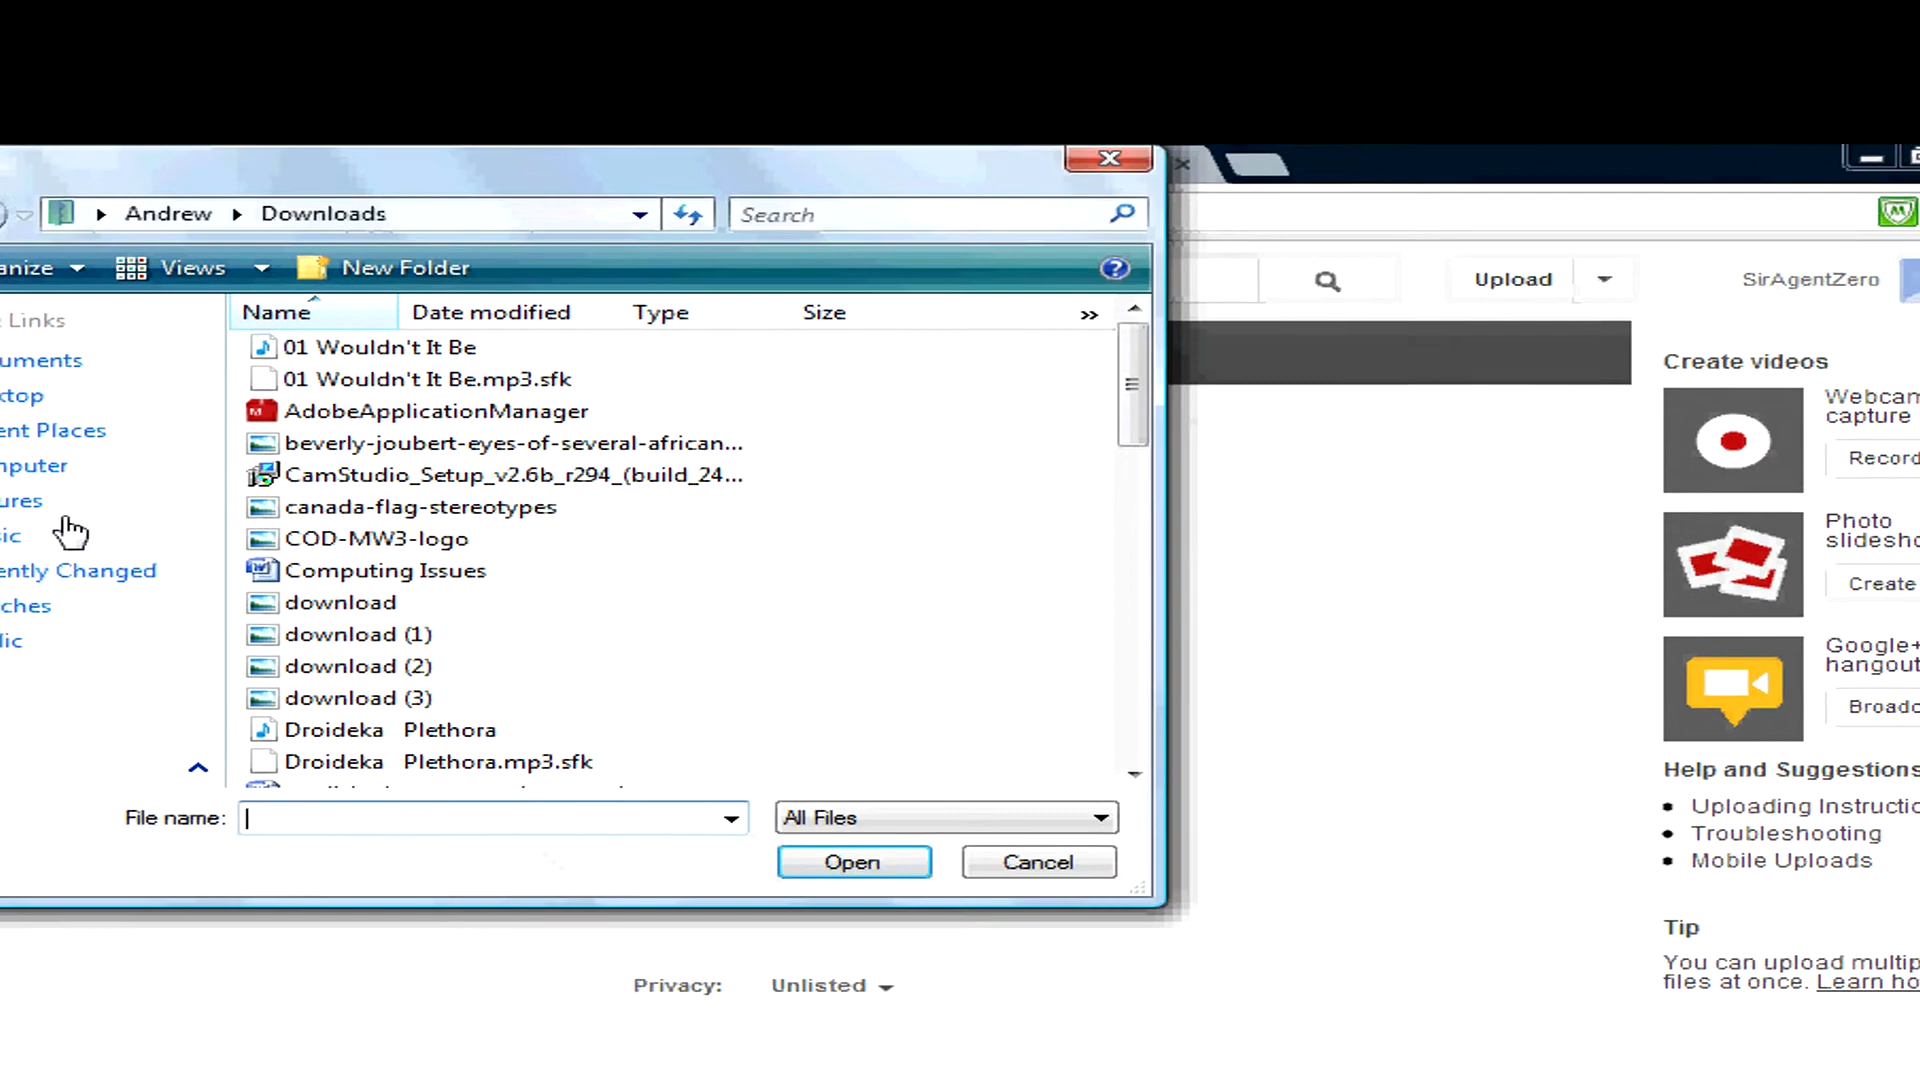 Andrew Downloads
Search
anize Views New Folder
Links
uments
ktop
ent Places
mputer
ures
ic
ently Changed
ches
lic
Name Date modified Type Size »
01 Wouldn't It Be
01 Wouldn't It Be.mp3.sfk
AdobeApplicationManager
beverly-joubert-eyes-of-several-african...
CamStudio_Setup_v2.6b_r294_(build_24...
canada-flag-stereotypes
COD-MW3-logo
Computing Issues
download
download (1)
download (2)
download (3)
Droideka Plethora
Droideka Plethora.mp3.sfk
File name: All Files
Open Cancel
Upload SirAgentZero
Create videos
Webcam
capture
Record
Photo
slidesho
Create
Google+
hangout
Broadc
Help and Suggestions
Uploading Instructio
Troubleshooting
Mobile Uploads
Tip
You can upload multip
files at once. Learn ho
Privacy: Unlisted